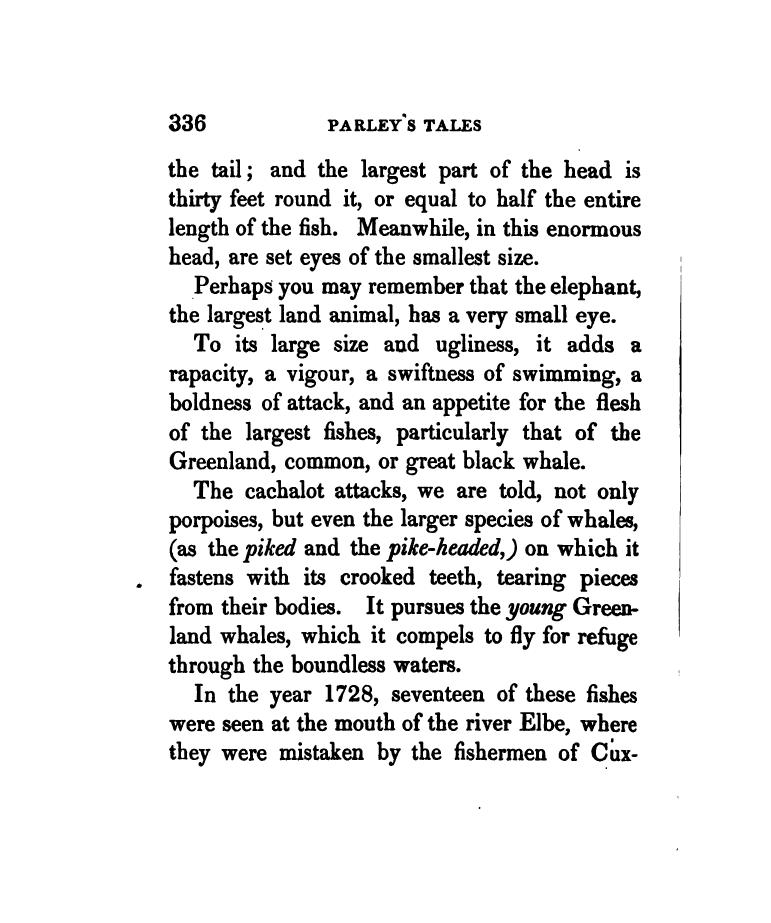 336 PARLEY'S TALES
the tail; and the largest part of the head is
thirty feet round it, or equal to half the entire
length of the fish. Meanwhile, in this enormous
head, are set eyes of the smallest size.
Perhaps you may remember that the elephant,
the largest land animal, has a very small eye.
To its large size and ugliness, it adds a
rapacity, a vigour, a swiftness of swimming, a
boldness of attack, and an appetite for the flesh
of the largest fishes, particularly that of the
Greenland, common, or great black whale.
The cachalot attacks, we are told, not only
porpoises, but even the larger species of whales,
(as the piked and the pike-headed,) on which it
fastens with its crooked teeth, tearing pieces
from their bodies. It pursues the young Green-
land whales, which it compels to fly for refuge
through the boundless waters.
In the year 1728, seventeen of these fishes
were seen at the mouth of the river Elbe, where
they were mistaken by the fishermen of Cux-